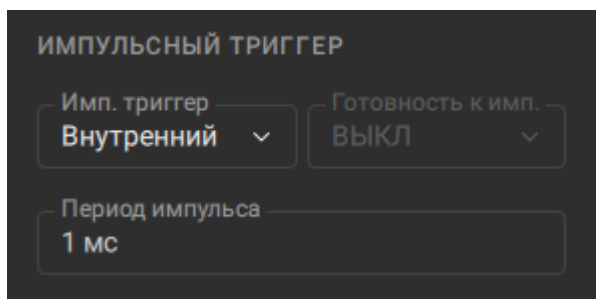 ИМПУЛЬСНЫЙ ТРИГГЕР
Имп. триггер
Внутренний
Готовность к имп.
ВЫКЛ
Период импульса
1 мс